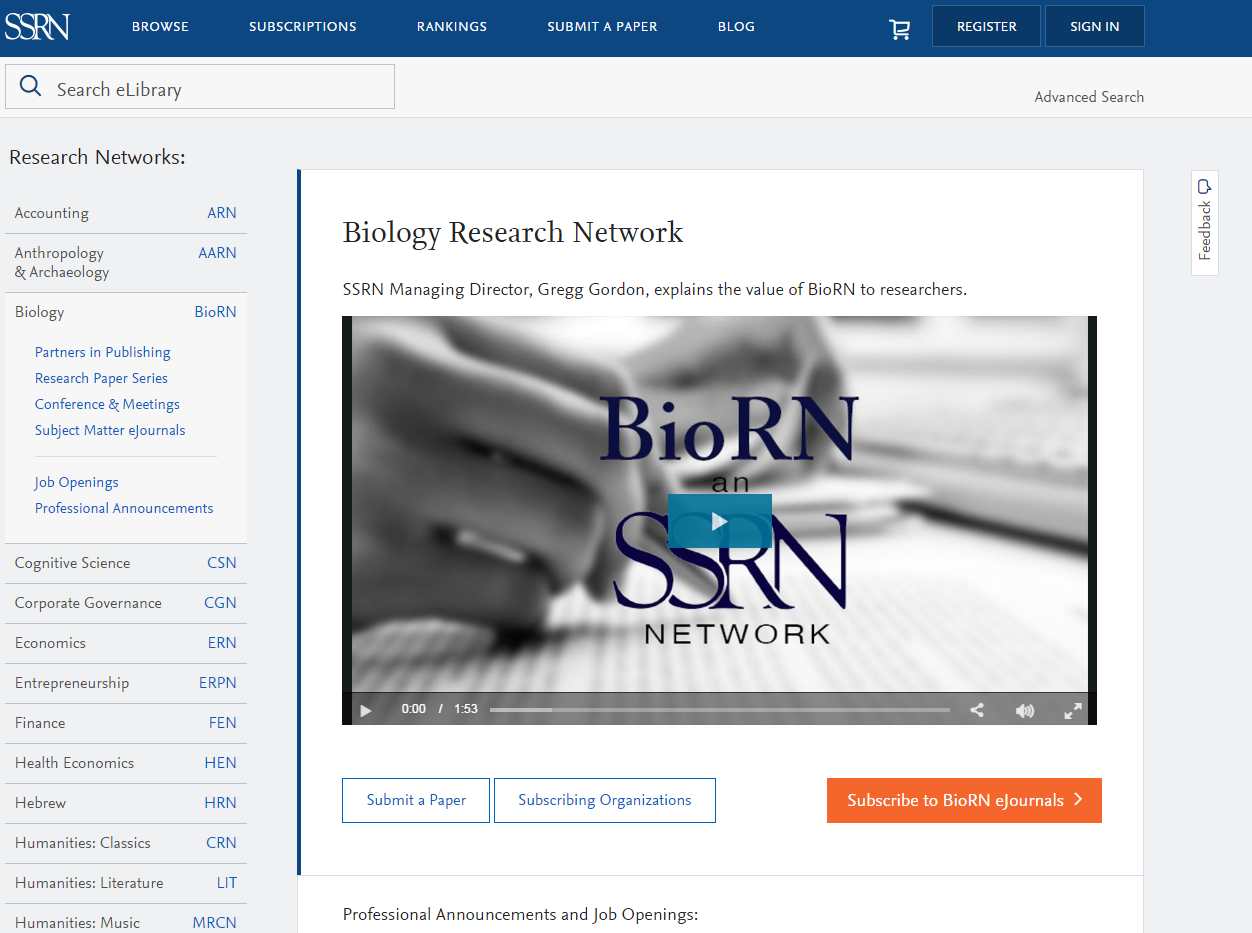 SSRN
BROWSE SUBSCRIPTIONS RANKINGS SUBMIT A PAPER BLOG REGISTER SIGN IN
Search eLibrary
Advanced Search
Research Networks:
Accounting ARN
Anthropology AARN
& Archaeology
Biology BioRN
Partners in Publishing
Research Paper Series
Conference & Meetings
Subject Matter eJournals
Job Openings
Professional Announcements
Cognitive Science CSN
Corporate Governance CGN
Economics ERN
Entrepreneurship ERPN
Finance FEN
Health Economics HEN
Hebrew HRN
Humanities: Classics CRN
Humanities: Literature LIT
Humanities: Music MRCN
Biology Research Network
SSRN Managing Director, Gregg Gordon, explains the value of BioRN to researchers.
BioRN
an
SSRN
NETWORK
0:00 / 1:53
Submit a Paper Subscribing Organizations Subscribe to BioRN eJournals
Professional Announcements and Job Openings:
Feedback